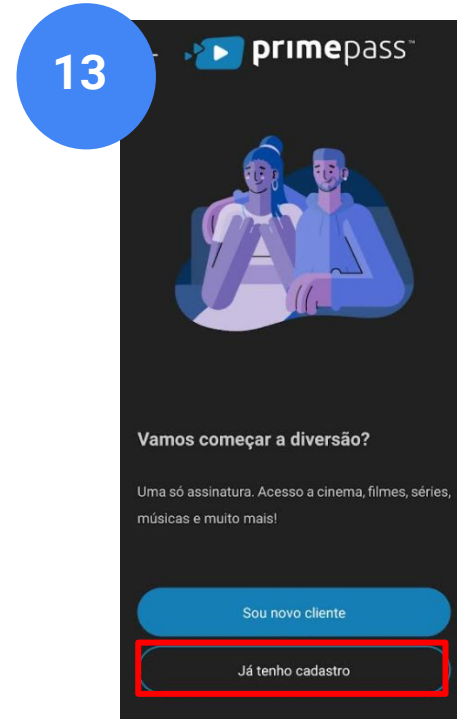 13
primepass™
Vamos começar a diversão?
Uma só assinatura. Acesso a cinema, filmes, séries,
músicas e muito mais!
Sou novo cliente
Já tenho cadastro